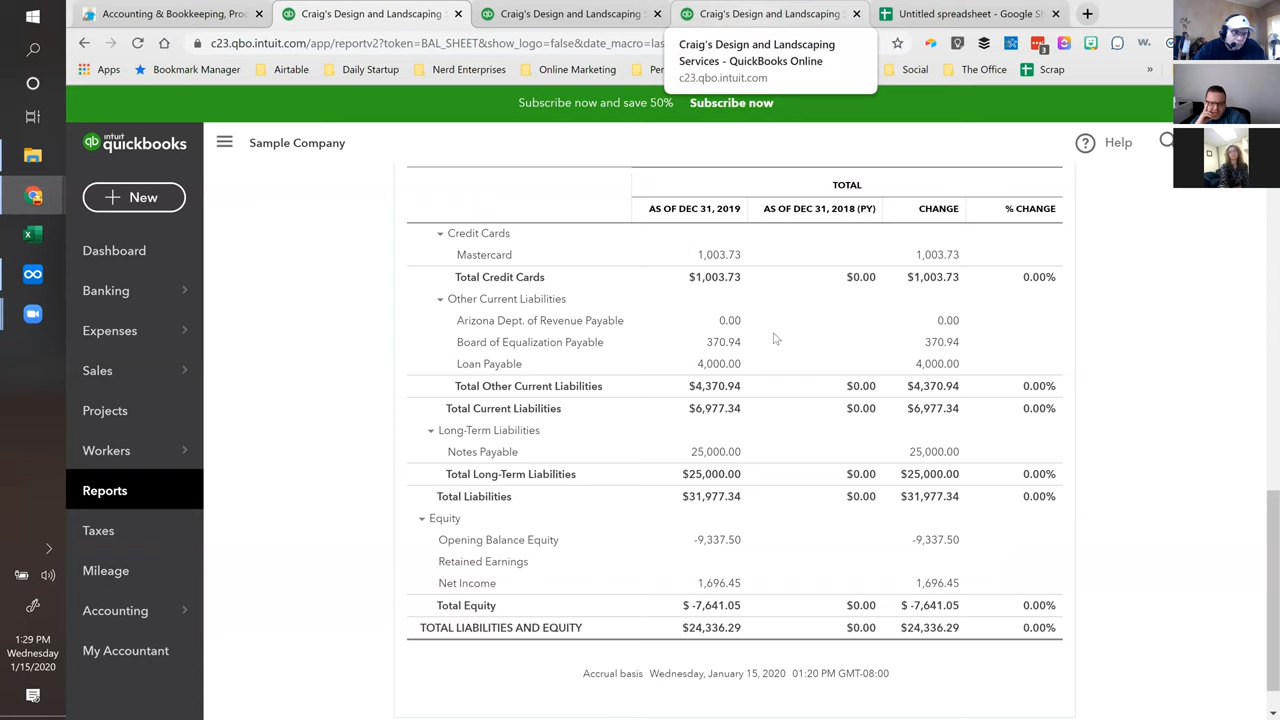 Accounting & Bookkeeping, Proc
Craig's Design and Landscaping
Craig's Design and Landscaping
Craig's Design and Landscaping
Untitled spreadsheet - Google Sh
c23.qbo.intuit.com/app/reportv2?token=BAL_SHEET&show_logo=false&date_macro=las
Craig's Design and Landscaping
Services - QuickBooks Online
c23.qbo.intuit.com
3
W.
Apps
Bookmark Manager
Airtable
Daily Startup
Nerd Enterprises
Online Marketing
Per
Social
The Office
Scrap
»
Subscribe now and save 50% Subscribe now
intuit
quickbooks
Sample Company
Help
+ New
Dashboard
Banking
Expenses
Sales
Projects
Workers
Reports
Taxes
Mileage
Accounting
My Accountant
TOTAL
AS OF DEC 31, 2019 AS OF DEC 31, 2018 (PY) CHANGE % CHANGE
Credit Cards
Mastercard 1,003.73 1,003.73
Total Credit Cards $1,003.73 $0.00 $1,003.73 0.00%
Other Current Liabilities
Arizona Dept. of Revenue Payable 0.00 0.00
Board of Equalization Payable 370.94 370.94
Loan Payable 4,000.00 4,000.00
Total Other Current Liabilities $4,370.94 $0.00 $4,370.94 0.00%
Total Current Liabilities $6,977.34 $0.00 $6,977.34 0.00%
Long-Term Liabilities
Notes Payable 25,000.00 25,000.00
Total Long-Term Liabilities $25,000.00 $0.00 $25,000.00 0.00%
Total Liabilities $31,977.34 $0.00 $31,977.34 0.00%
Equity
Opening Balance Equity -9,337.50 -9,337.50
Retained Earnings
Net Income 1,696.45 1,696.45
Total Equity $ -7,641.05 $0.00 $ -7,641.05 0.00%
TOTAL LIABILITIES AND EQUITY $24,336.29 $0.00 $24,336.29 0.00%
Accrual basis Wednesday, January 15, 2020 01:20 PM GMT-08:00
1:29 PM
Wednesday
1/15/2020